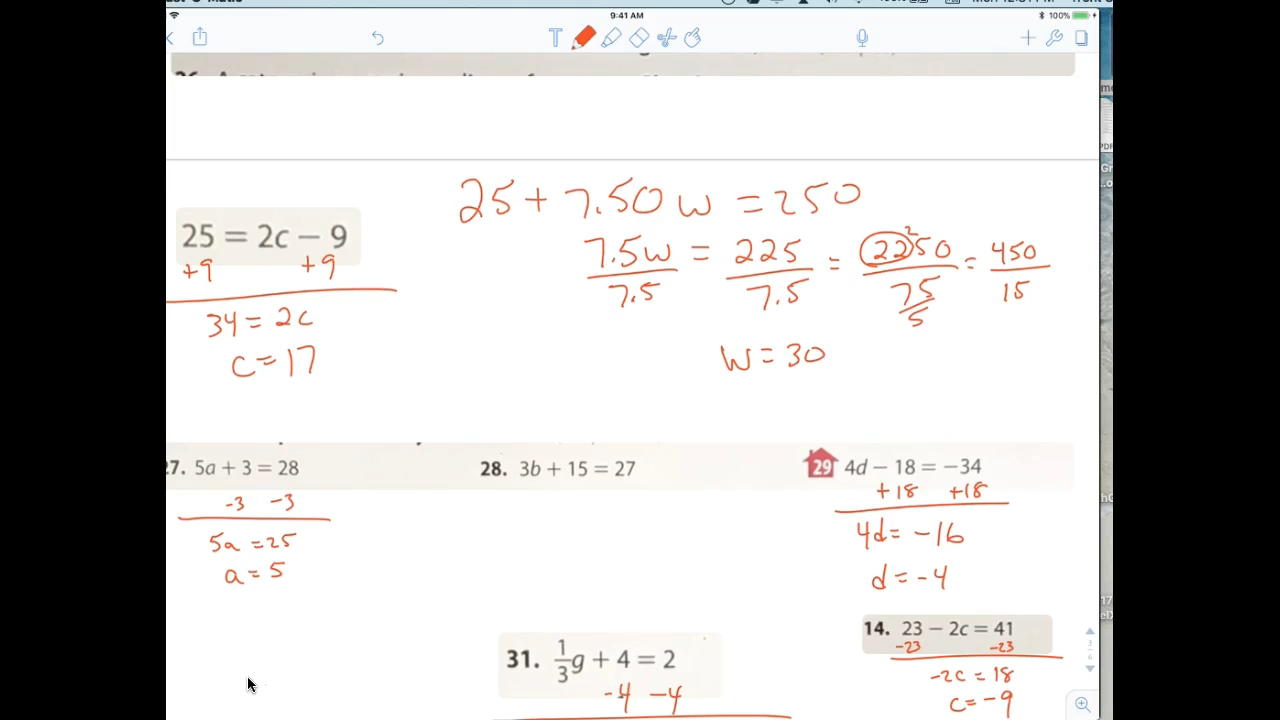 9:41 AM
100%
T
25 + 7.50 w = 250
25 = 2c − 9
+9 +9
34 = 2c
c = 17
7.5w / 7.5 = 225 / 7.5 = 2250 / 75 = 450 / 15
2
5
w = 30
27. 5a + 3 = 28
-3 -3
5a = 25
a = 5
28. 3b + 15 = 27
29 4d − 18 = −34
+18 +18
4d = -16
d = -4
14. 23 − 2c = 41
-23 -23
-2c = 18
c = -9
31. 1/3 g + 4 = 2
-4 -4